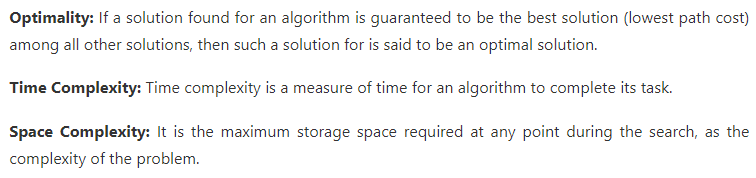 Optimality: If a solution found for an algorithm is guaranteed to be the best solution (lowest path cost)
among all other solutions, then such a solution for is said to be an optimal solution.
Time Complexity: Time complexity is a measure of time for an algorithm to complete its task.
Space Complexity: It is the maximum storage space required at any point during the search, as the
complexity of the problem.